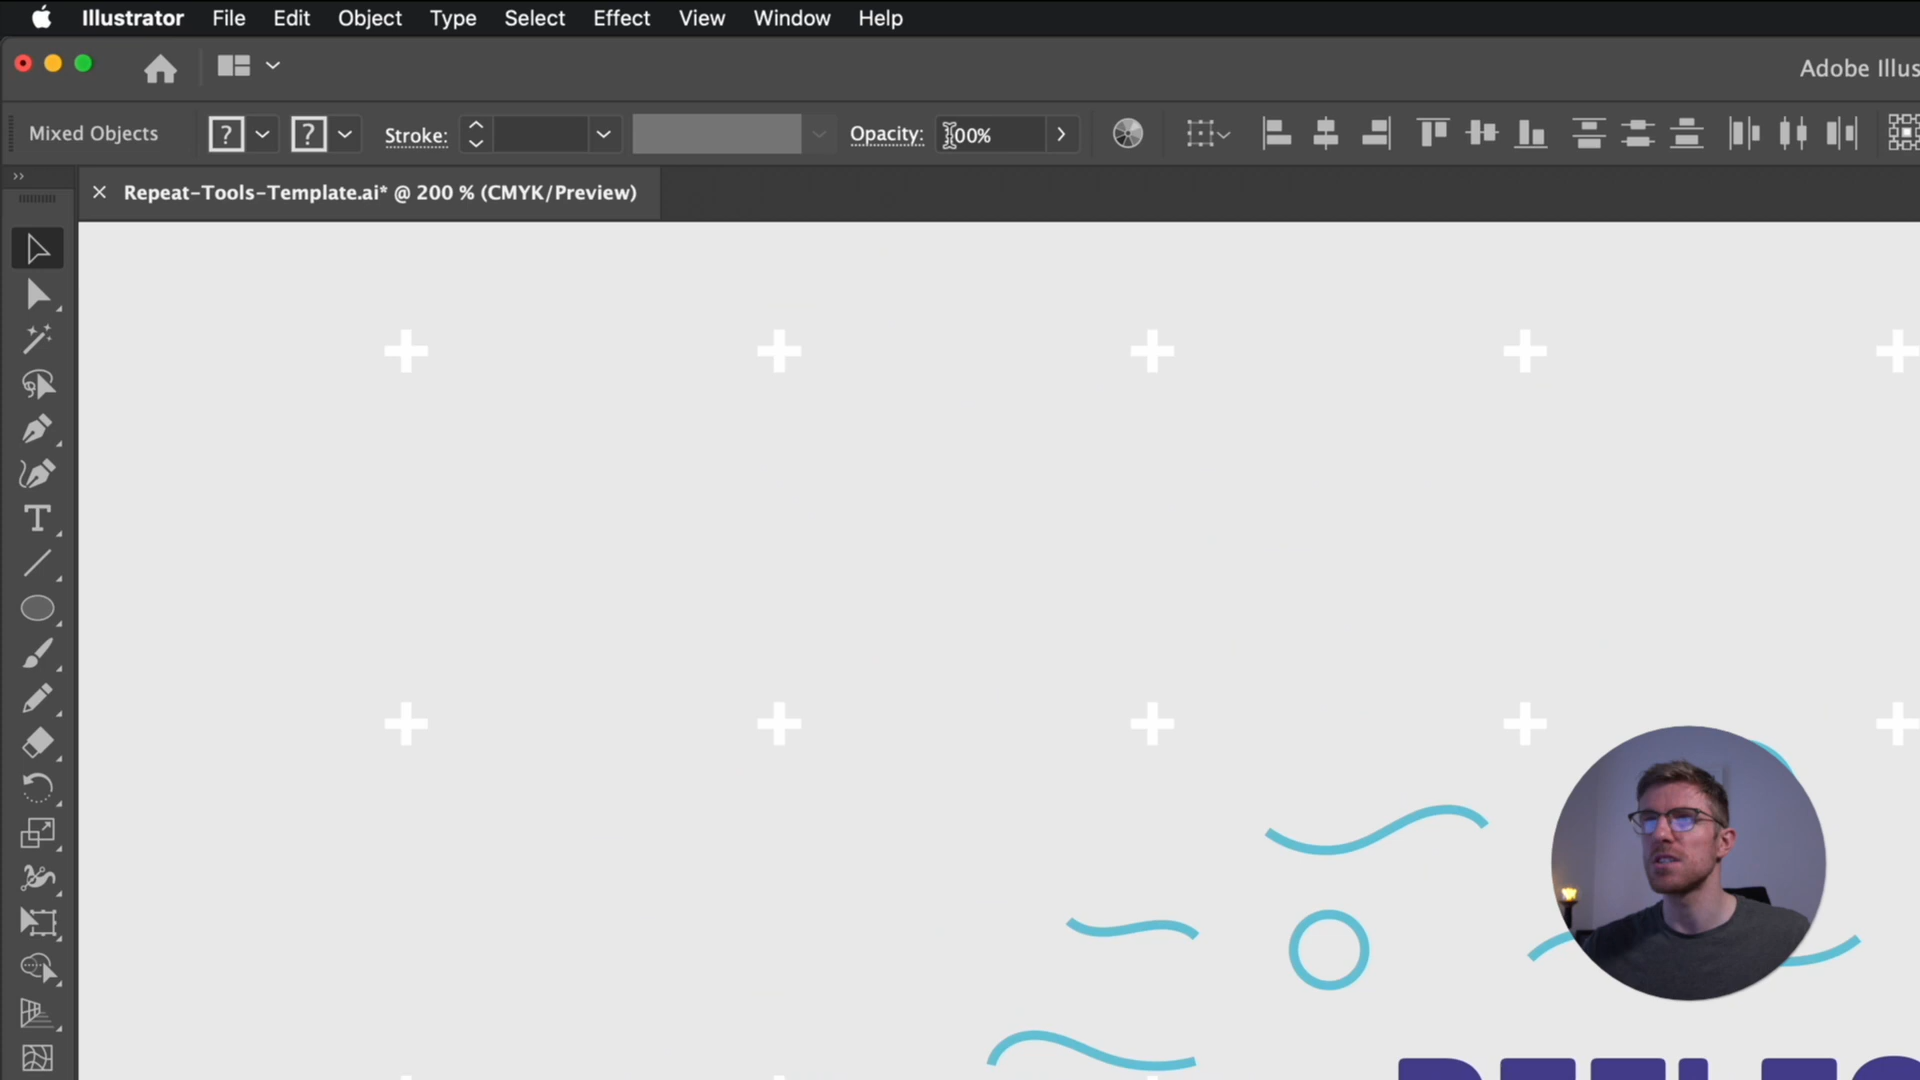 Illustrator File Edit Object Type Select Effect View Window Help
Adobe Illus
Mixed Objects ? ? Stroke: Opacity: 100%
Repeat-Tools-Template.ai* @ 200 % (CMYK/Preview)